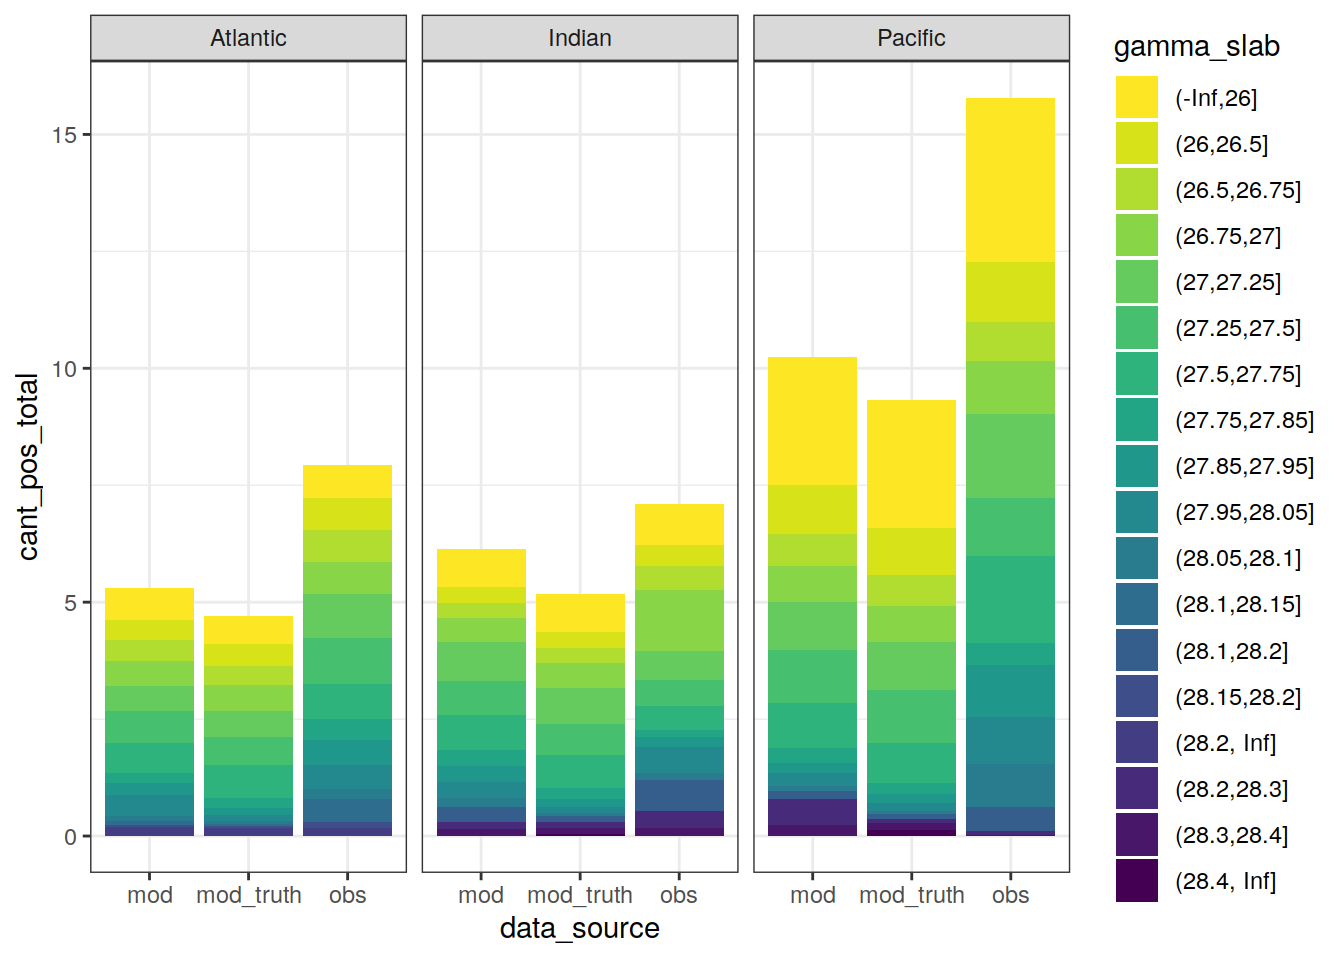 Atlantic
Indian
Pacific
cant_pos_total
15
10
5
0
mod mod_truth obs
mod mod_truth obs
mod mod_truth obs
data_source
gamma_slab
(-Inf,26]
(26,26.5]
(26.5,26.75]
(26.75,27]
(27,27.25]
(27.25,27.5]
(27.5,27.75]
(27.75,27.85]
(27.85,27.95]
(27.95,28.05]
(28.05,28.1]
(28.1,28.15]
(28.1,28.2]
(28.15,28.2]
(28.2, Inf]
(28.2,28.3]
(28.3,28.4]
(28.4, Inf]